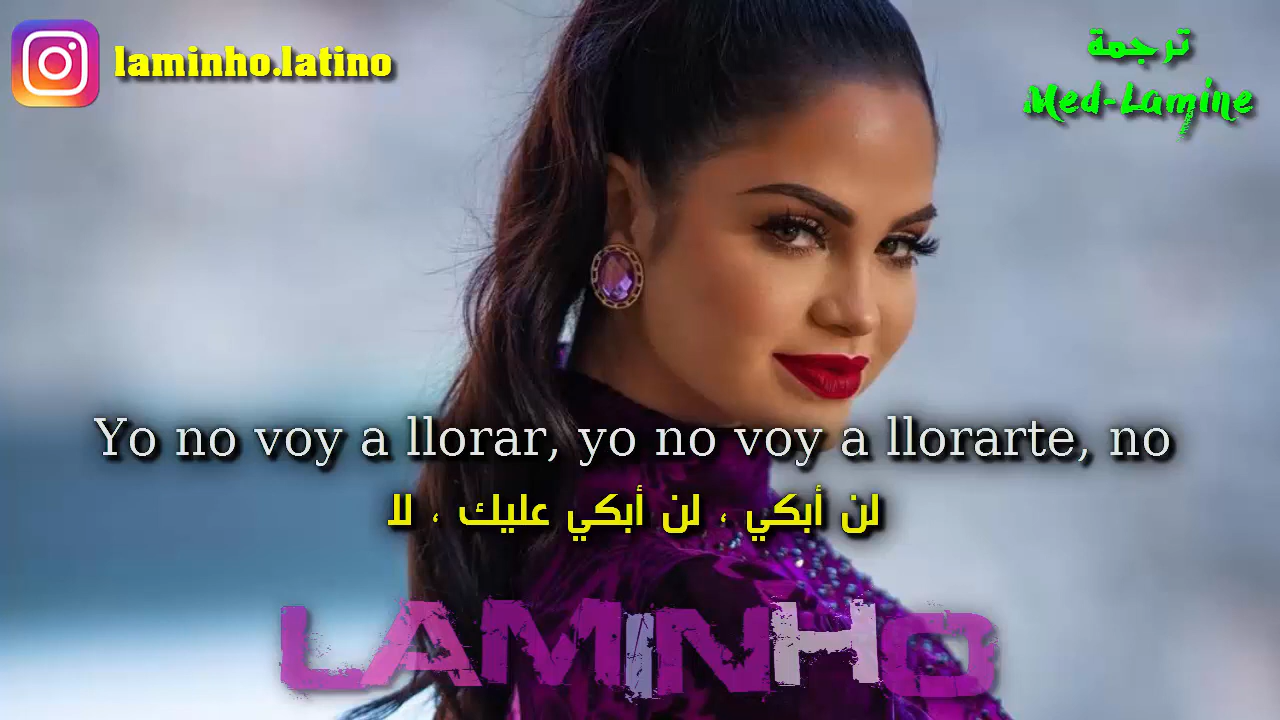 laminho.latino
ترجمة
Med-Lamine
Yo no voy a llorar, yo no voy a llorarte, no
لن أبكي ، لن أبكي عليك ، لا
LAMINHO